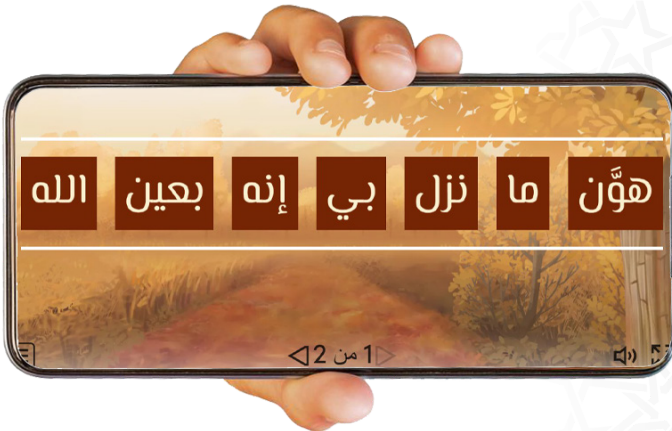 هوَّن ما نزل بي إنه بعين الله
1 من 2